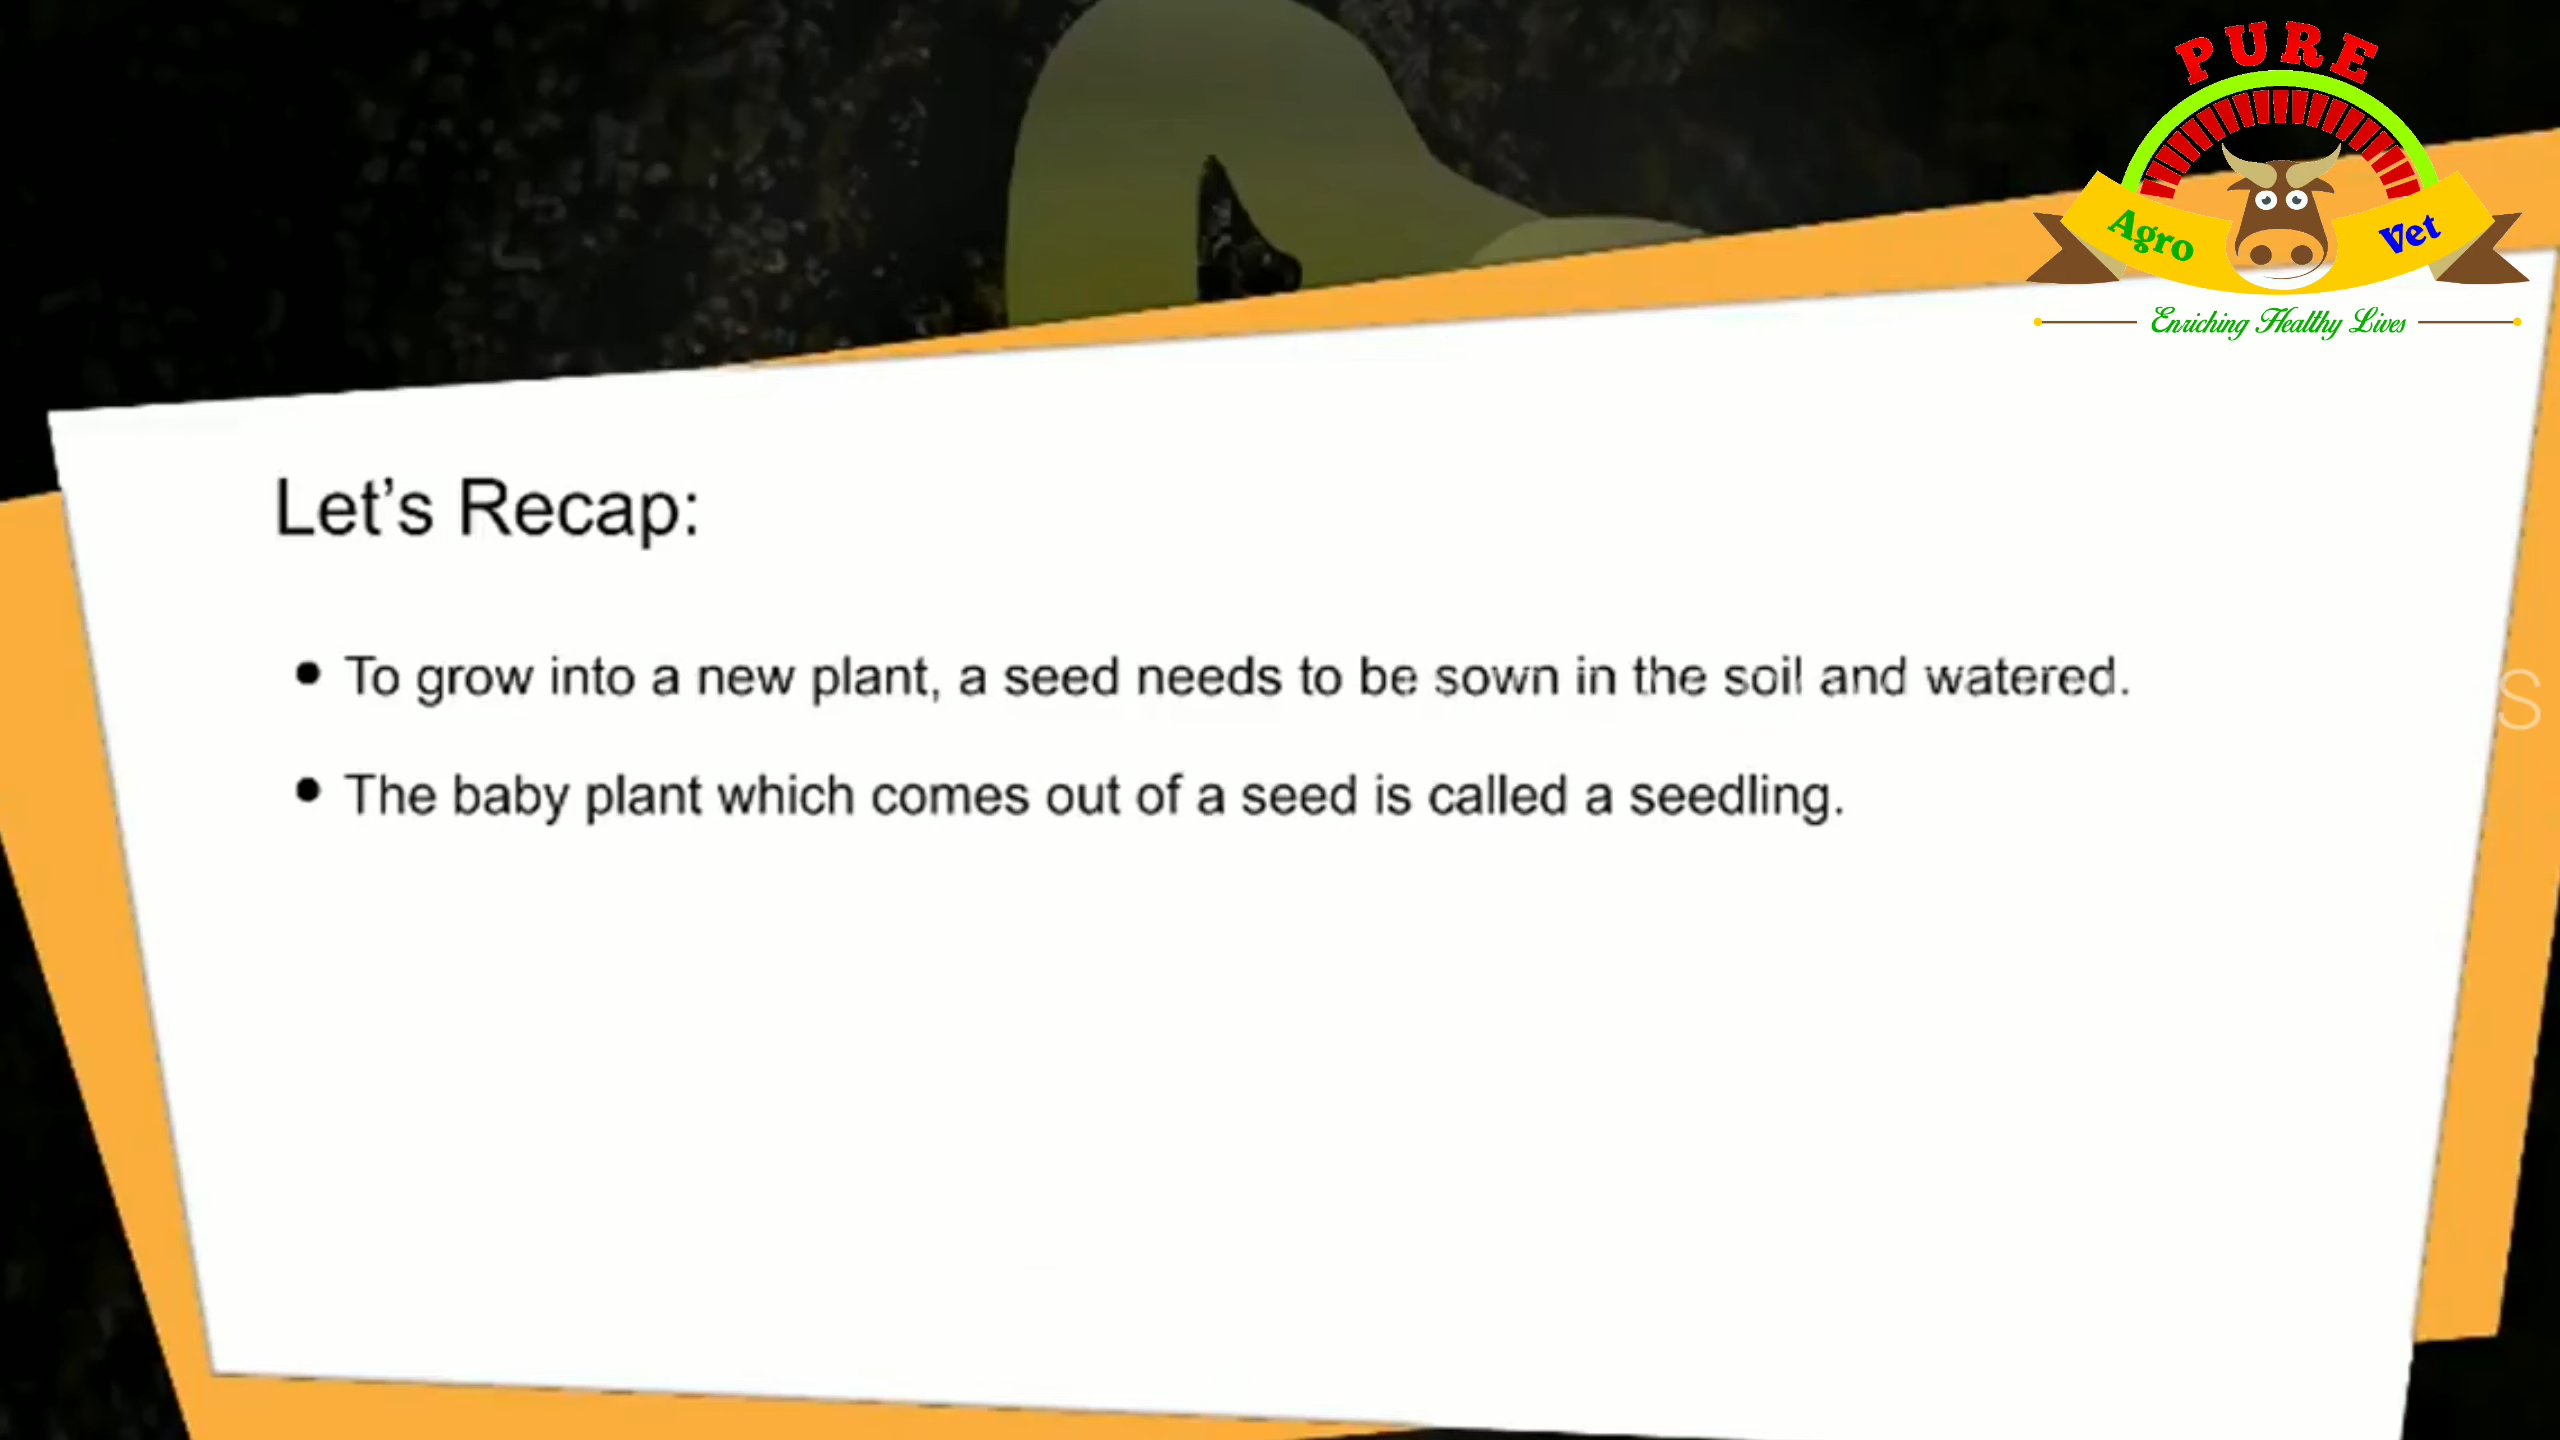 PURE
Agro Vet
Enriching Healthy Lives
Let’s Recap:
• To grow into a new plant, a seed needs to be sown in the soil and watered.
S
• The baby plant which comes out of a seed is called a seedling.